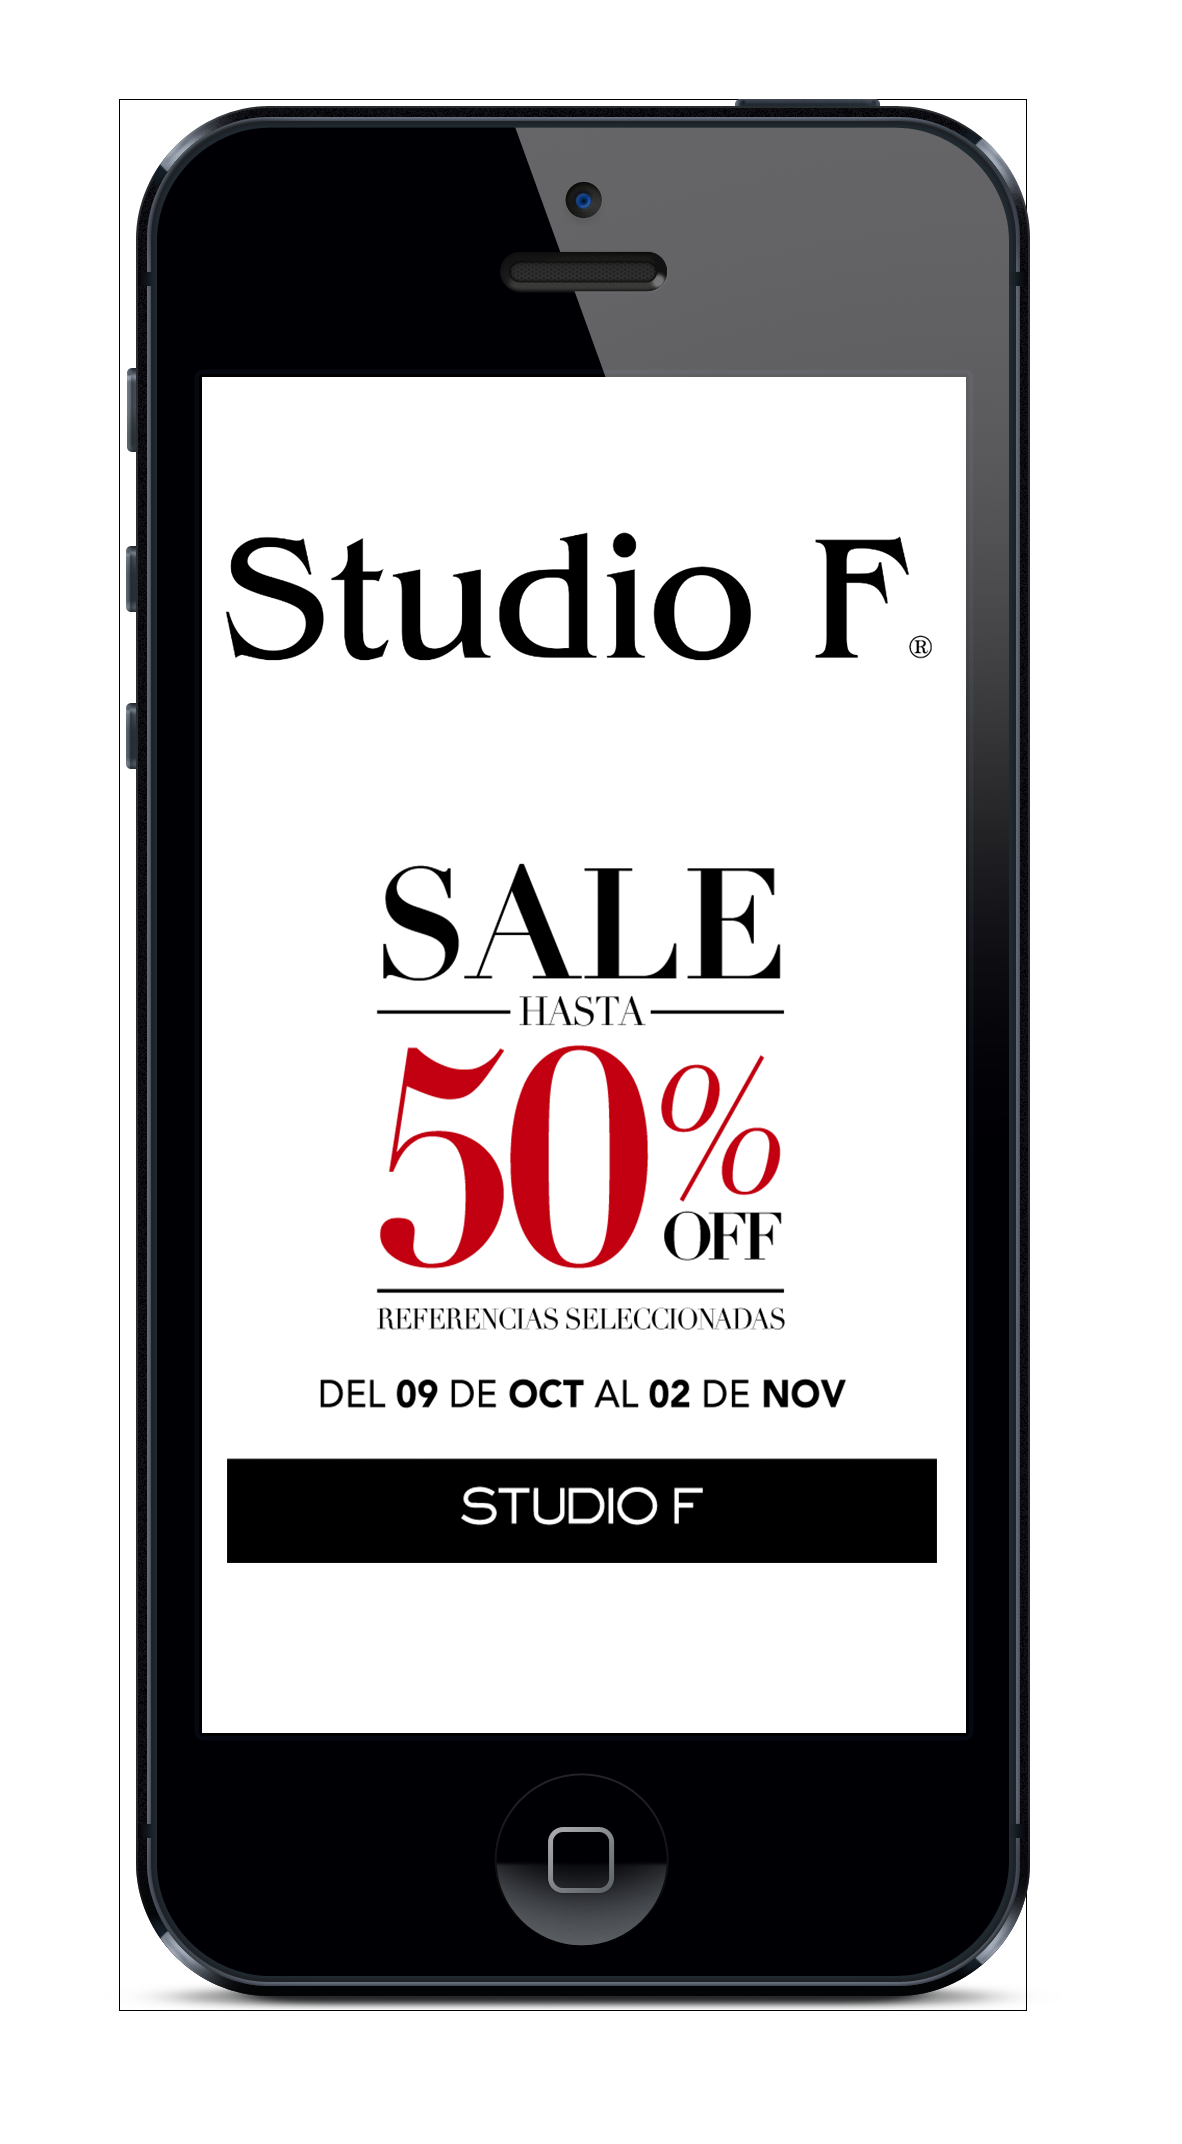 Studio F®
SALE
HASTA
50%
OFF
REFERENCIAS SELECCIONADAS
DEL 09 DE OCT AL 02 DE NOV
STUDIO F